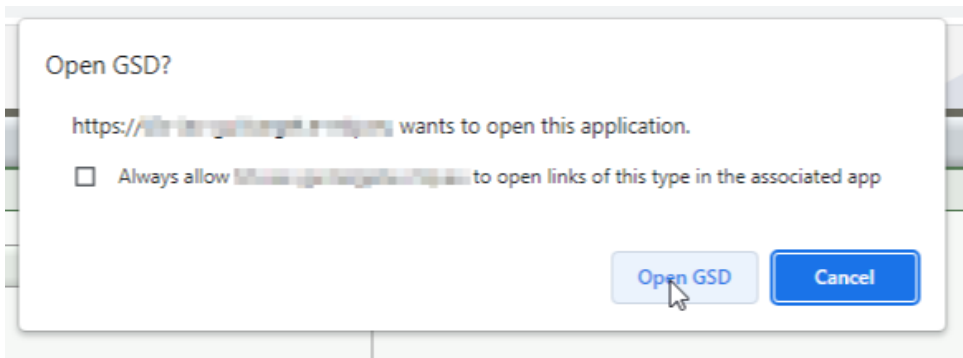 Open GSD?
https:// wants to open this application.
Always allow to open links of this type in the associated app
Open GSD
Cancel